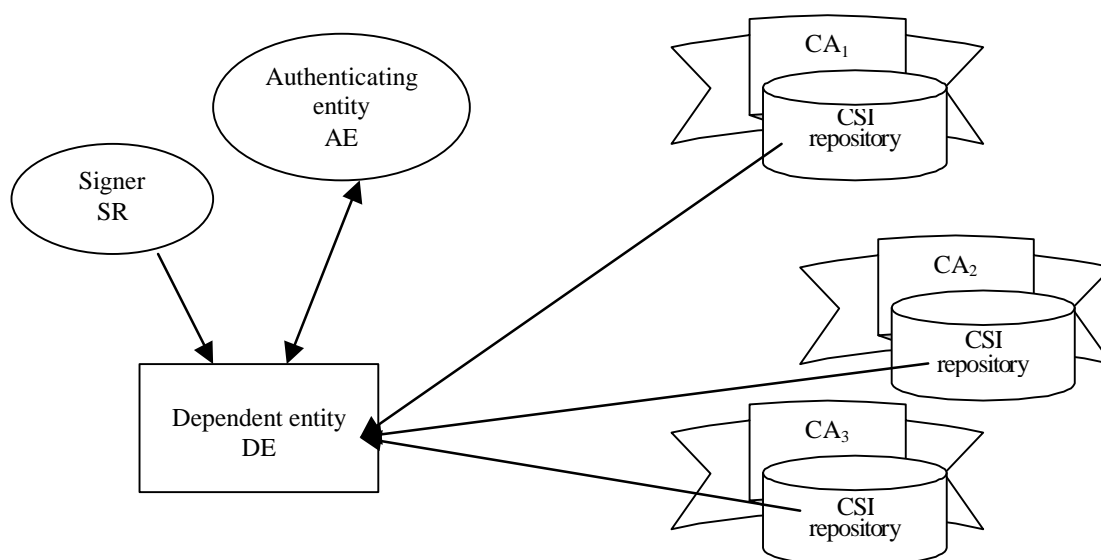 Authenticating
entity
AE
Signer
SR
Dependent entity
DE
CA₁
CSI
repository
CA₂
CSI
repository
CA₃
CSI
repository